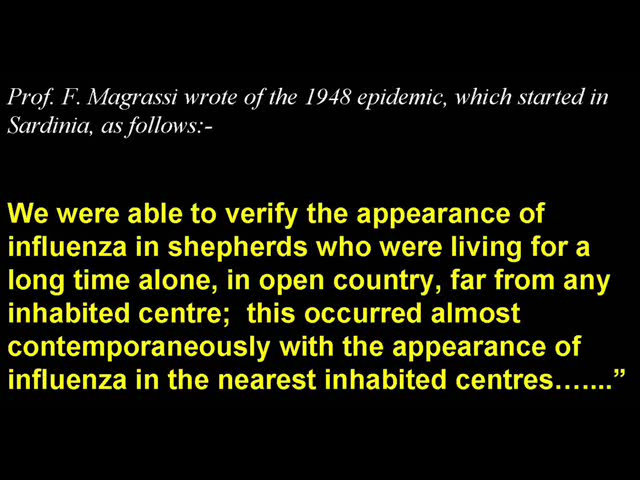 Prof. F. Magrassi wrote of the 1948 epidemic, which started in
Sardinia, as follows:-
We were able to verify the appearance of
influenza in shepherds who were living for a
long time alone, in open country, far from any
inhabited centre;  this occurred almost
contemporaneously with the appearance of
influenza in the nearest inhabited centres…....”